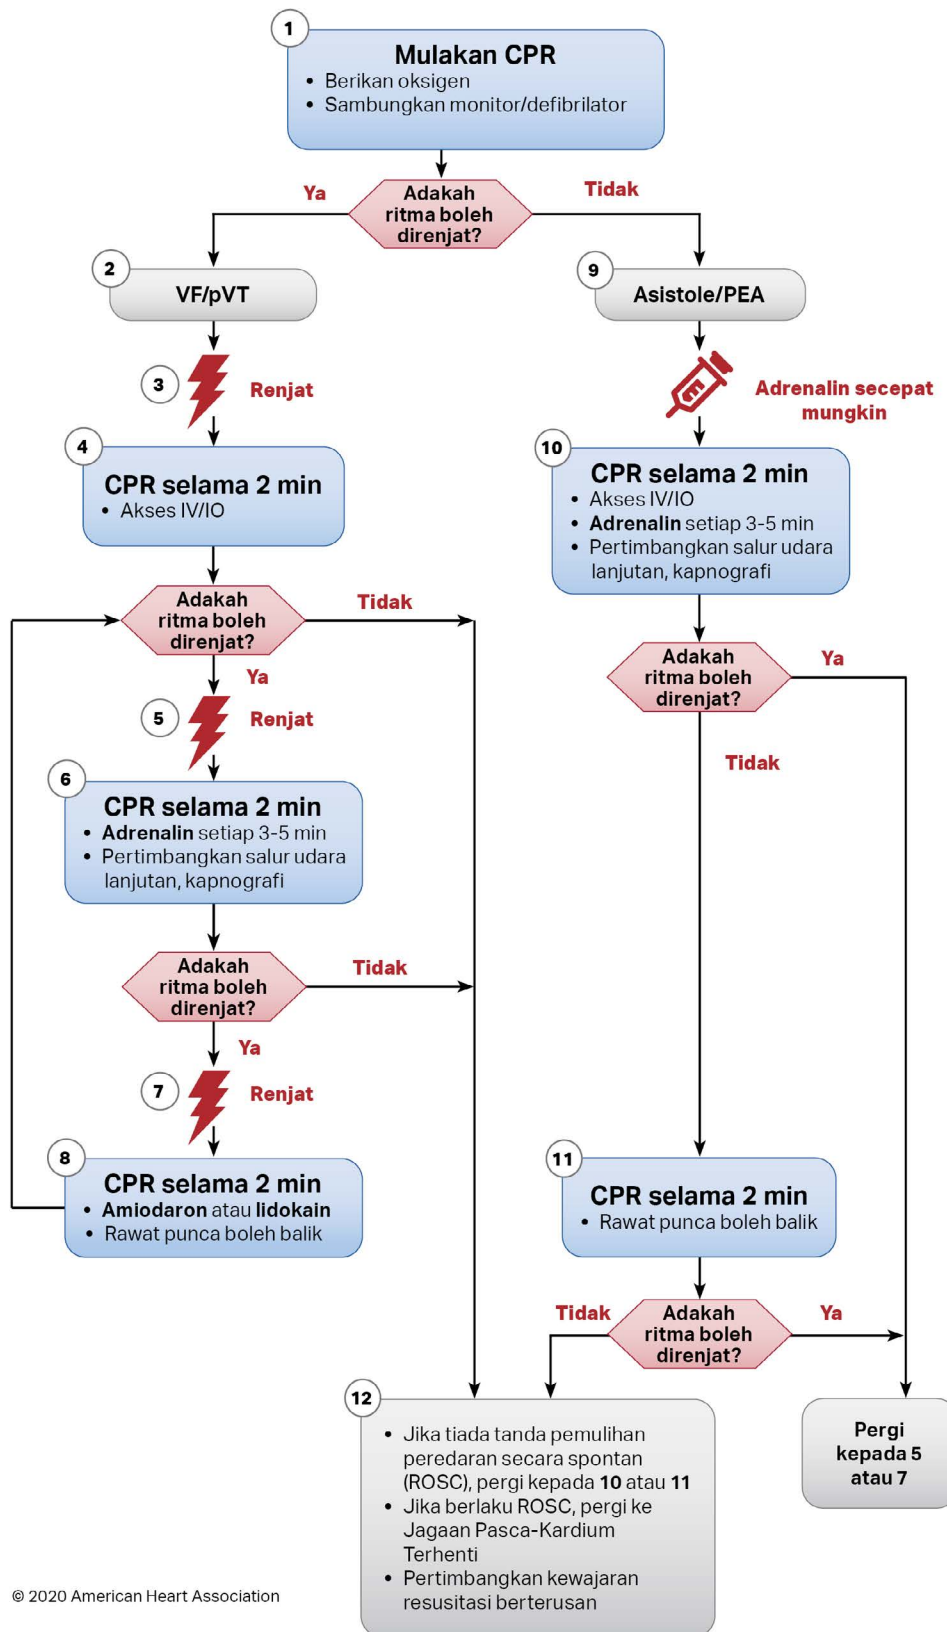 1
Mulakan CPR
• Berikan oksigen
• Sambungkan monitor/defibrilator
Adakah
ritma boleh
direnjat?
Ya
Tidak
2
VF/pVT
3
Renjat
4
CPR selama 2 min
• Akses IV/IO
Adakah
ritma boleh
direnjat?
Tidak
Ya
5
Renjat
6
CPR selama 2 min
• Adrenalin setiap 3-5 min
• Pertimbangkan salur udara
lanjutan, kapnografi
Adakah
ritma boleh
direnjat?
Tidak
Ya
7
Renjat
8
CPR selama 2 min
• Amiodaron atau lidokain
• Rawat punca boleh balik
9
Asistole/PEA
Adrenalin secepat
mungkin
10
CPR selama 2 min
• Akses IV/IO
• Adrenalin setiap 3-5 min
• Pertimbangkan salur udara
lanjutan, kapnografi
Adakah
ritma boleh
direnjat?
Ya
Tidak
11
CPR selama 2 min
• Rawat punca boleh balik
Adakah
ritma boleh
direnjat?
Tidak
Ya
12
• Jika tiada tanda pemulihan
peredaran secara spontan
(ROSC), pergi kepada 10 atau 11
• Jika berlaku ROSC, pergi ke
Jagaan Pasca-Kardium
Terhenti
• Pertimbangkan kewajaran
resusitasi berterusan
Pergi
kepada 5
atau 7
© 2020 American Heart Association